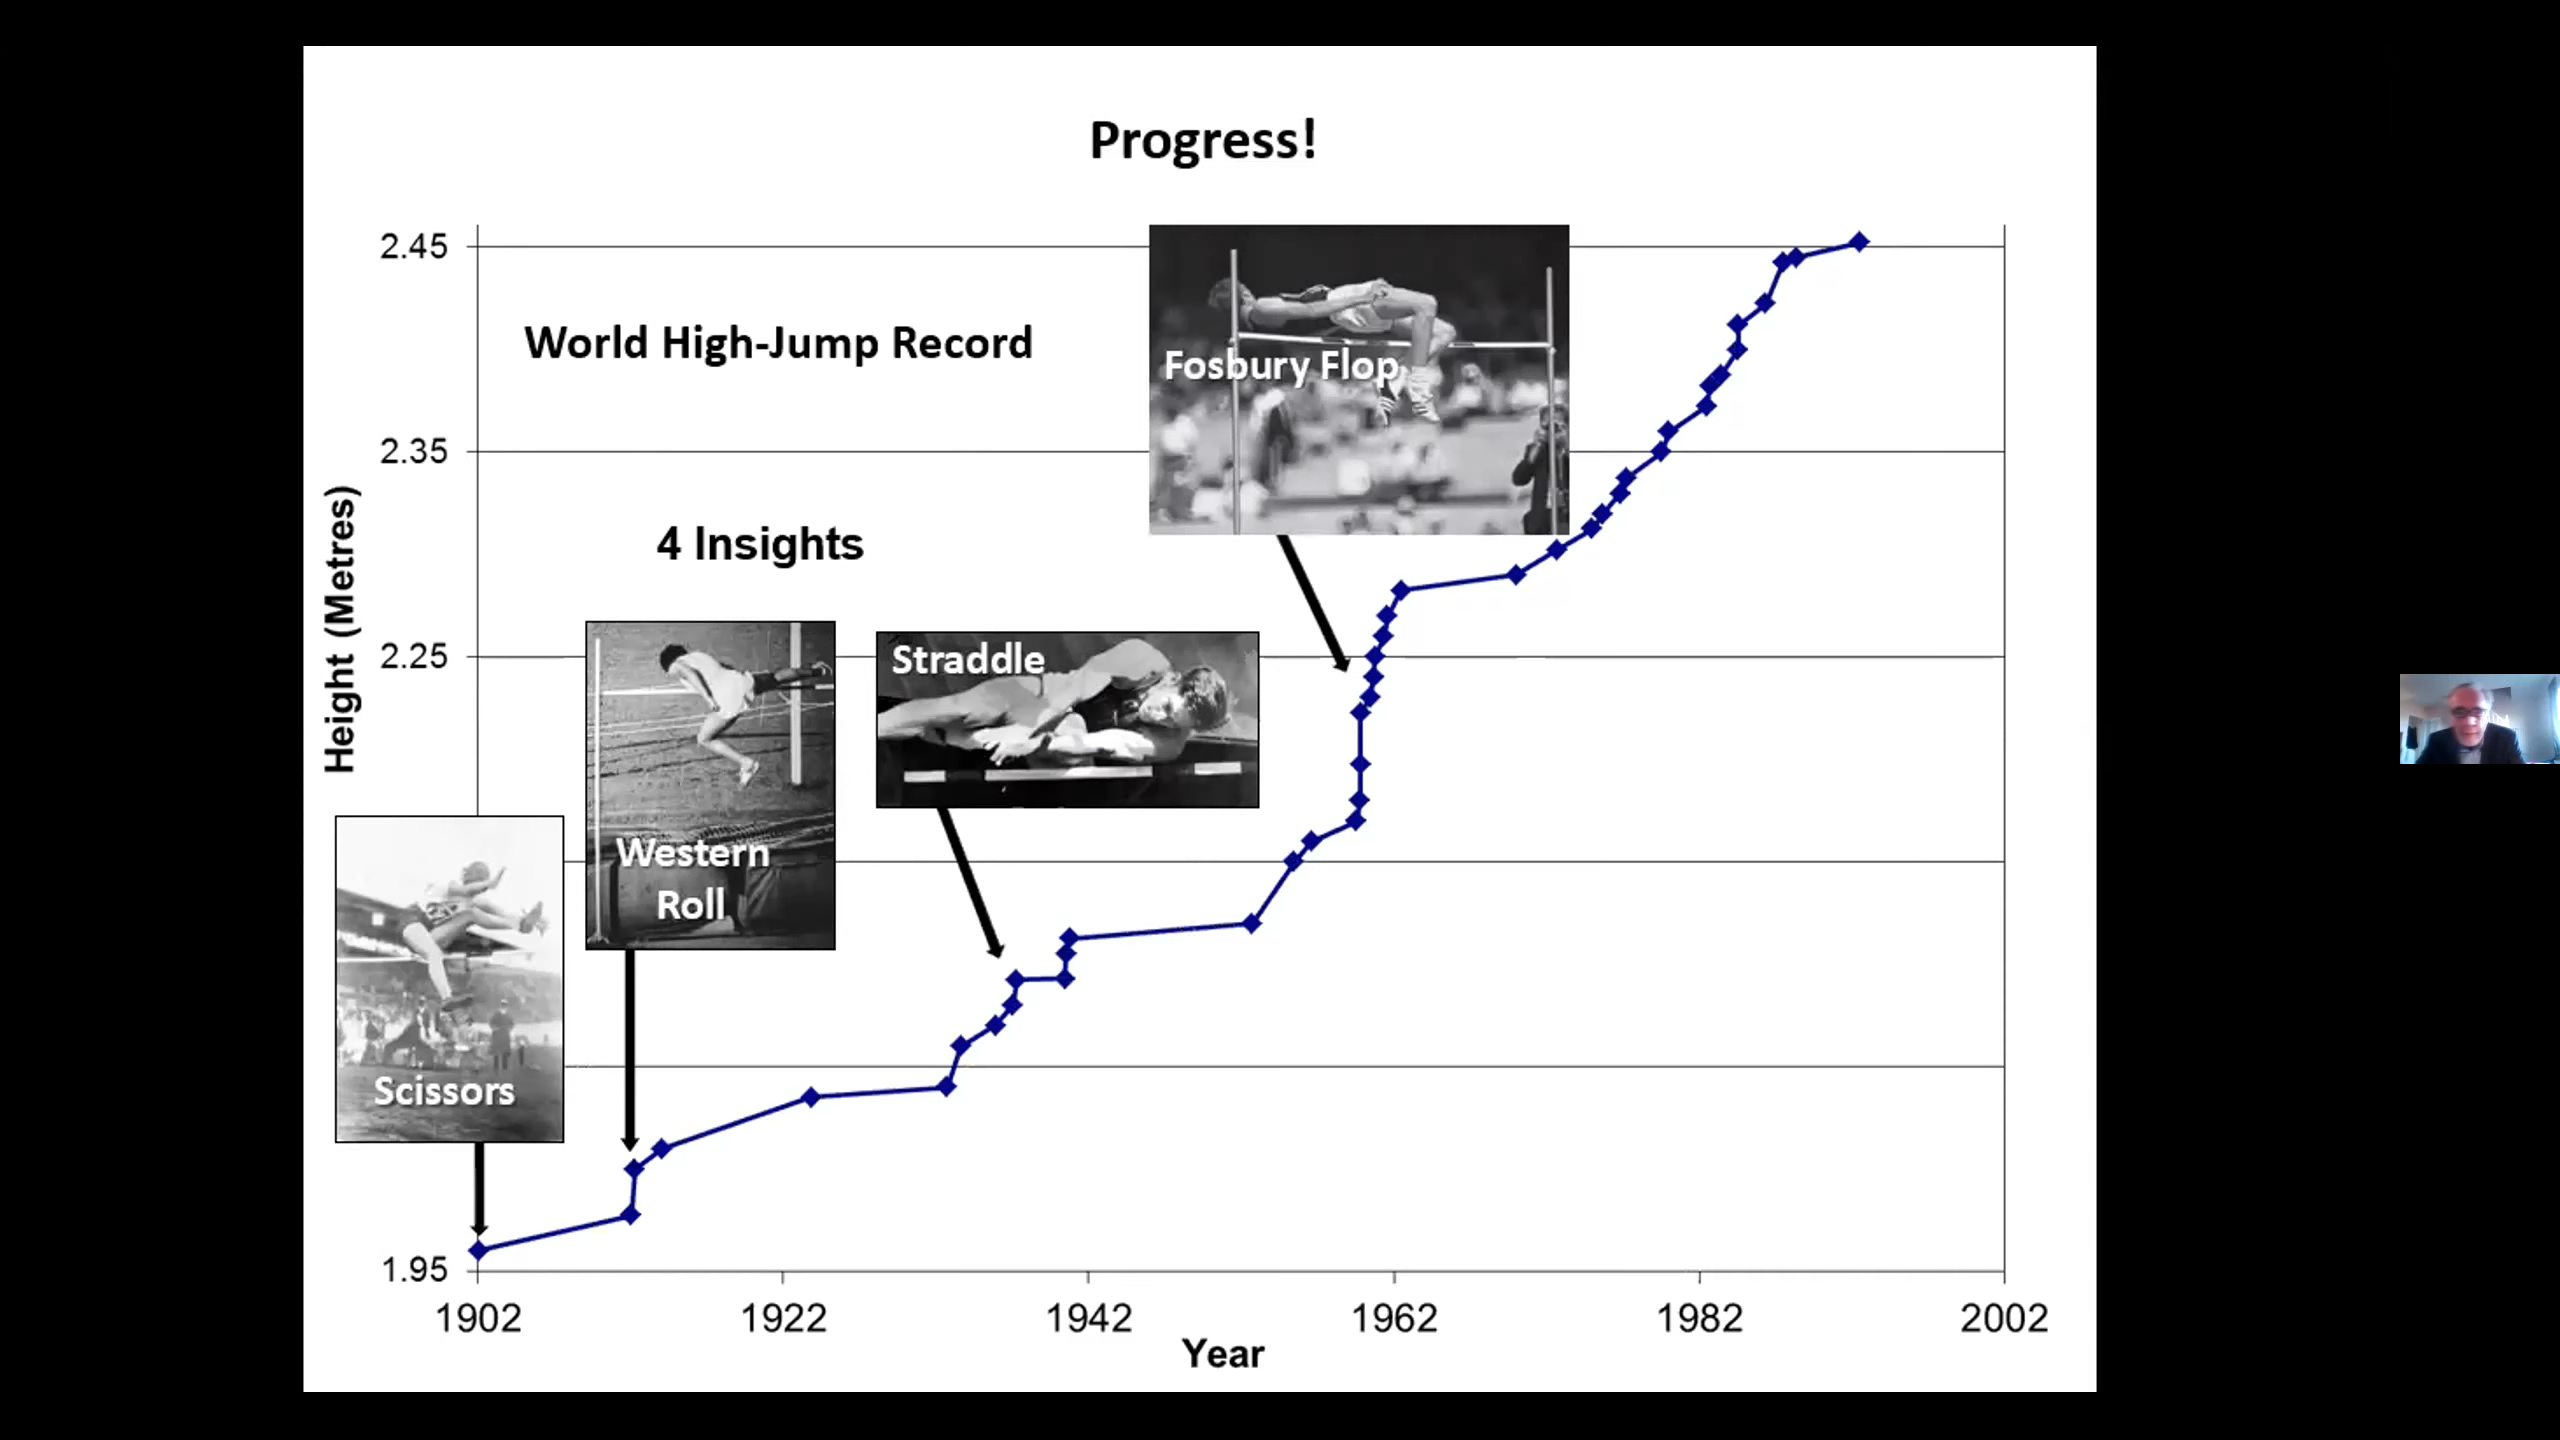 Progress!
World High-Jump Record
4 Insights
Fosbury Flop
Straddle
Western
Roll
Scissors
Height (Metres)
2.45
2.35
2.25
1.95
1902
1922
1942
1962
1982
2002
Year